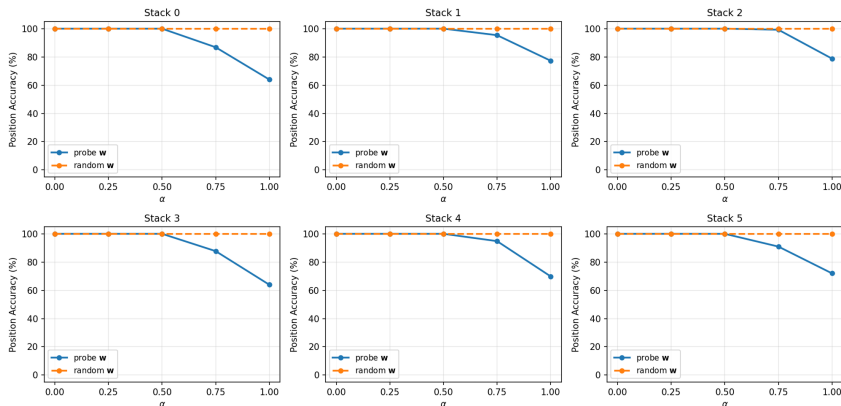 Stack 0
Stack 1
Stack 2
Position Accuracy (%)
100
80
60
40
20
0
probe w
random w
0.00 0.25 0.50 0.75 1.00
α
Position Accuracy (%)
100
80
60
40
20
0
probe w
random w
0.00 0.25 0.50 0.75 1.00
α
Position Accuracy (%)
100
80
60
40
20
0
probe w
random w
0.00 0.25 0.50 0.75 1.00
α
Stack 3
Stack 4
Stack 5
Position Accuracy (%)
100
80
60
40
20
0
probe w
random w
0.00 0.25 0.50 0.75 1.00
α
Position Accuracy (%)
100
80
60
40
20
0
probe w
random w
0.00 0.25 0.50 0.75 1.00
α
Position Accuracy (%)
100
80
60
40
20
0
probe w
random w
0.00 0.25 0.50 0.75 1.00
α